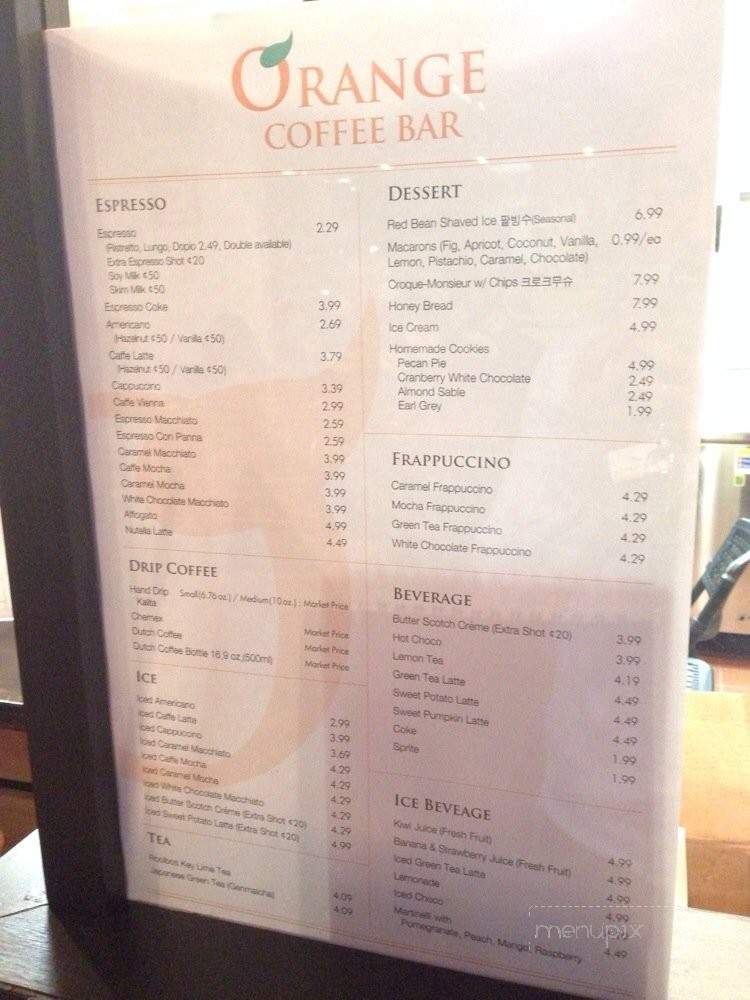 ORANGE
COFFEE BAR
ESPRESSO
Espresso 2.29
(Ristretto, Lungo, Dopio 2.49, Double available)
Extra Espresso Shot ¢20
Soy Milk ¢50
Skim Milk ¢50
Espresso Coke 3.99
Americano 2.69
(Hazelnut ¢50 / Vanilla ¢50)
Caffe Latte 3.79
(Hazelnut ¢50 / Vanilla ¢50)
Cappuccino 3.39
Caffe Vienna 2.99
Espresso Macchiato 2.59
Espresso Con Panna 2.59
Caramel Macchiato 3.99
Caffe Mocha 3.99
Caramel Mocha 3.99
White Chocolate Macchiato 3.99
Affogato 4.99
Nutella Latte 4.49
DRIP COFFEE
Hand Drip Small(6.76 oz.) / Medium(10 oz.) : Market Price
Kalita
Chemex Market Price
Dutch Coffee Market Price
Dutch Coffee Bottle 16.9 oz.(500ml) Market Price
ICE
Iced Americano 2.99
Iced Caffe Latte 3.99
Iced Cappuccino 3.69
Iced Caramel Macchiato 4.29
Iced Caffe Mocha 4.29
Iced Caramel Mocha 4.29
Iced White Chocolate Macchiato 4.29
Iced Butter Scotch Crème (Extra Shot ¢20) 4.29
Iced Sweet Potato Latte (Extra Shot ¢20) 4.99
TEA
Rooibos Key Lime Tea 4.09
Japanese Green Tea (Genmaicha) 4.09
DESSERT
Red Bean Shaved Ice 팥빙수(Seasonal) 6.99
Macarons (Fig, Apricot, Coconut, Vanilla, 0.99/ea
Lemon, Pistachio, Caramel, Chocolate)
Croque-Monsieur w/ Chips 크로크무슈 7.99
Honey Bread 7.99
Ice Cream 4.99
Homemade Cookies
Pecan Pie 4.99
Cranberry White Chocolate 2.49
Almond Sable 2.49
Earl Grey 1.99
FRAPPUCCINO
Caramel Frappuccino 4.29
Mocha Frappuccino 4.29
Green Tea Frappuccino 4.29
White Chocolate Frappuccino 4.29
BEVERAGE
Butter Scotch Crème (Extra Shot ¢20) 3.99
Hot Choco 3.99
Lemon Tea 4.19
Green Tea Latte 4.49
Sweet Potato Latte 4.49
Sweet Pumpkin Latte 4.49
Coke 1.99
Sprite 1.99
ICE BEVEAGE
Kiwi Juice (Fresh Fruit) 4.99
Banana & Strawberry Juice (Fresh Fruit) 4.99
Iced Green Tea Latte 4.99
Lemonade 4.99
Iced Choco
Martinelli with 4.49
Pomegranate, Peach, Mango, Raspberry
menupix